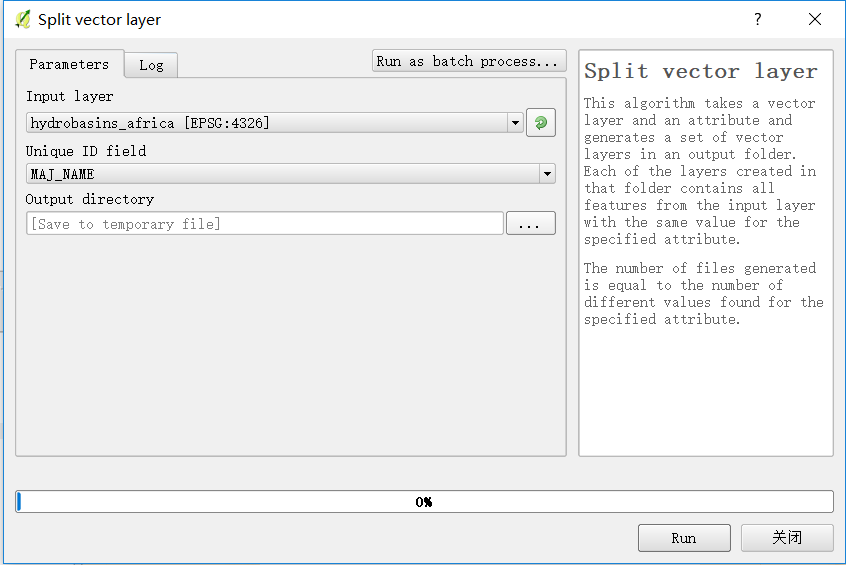 Split vector layer
?
Parameters
Log
Run as batch process...
Input layer
hydrobasins_africa [EPSG:4326]
Unique ID field
MAJ_NAME
Output directory
[Save to temporary file]
...
Split vector layer
This algorithm takes a vector
layer and an attribute and
generates a set of vector
layers in an output folder.
Each of the layers created in
that folder contains all
features from the input layer
with the same value for the
specified attribute.
The number of files generated
is equal to the number of
different values found for the
specified attribute.
0%
Run
关闭